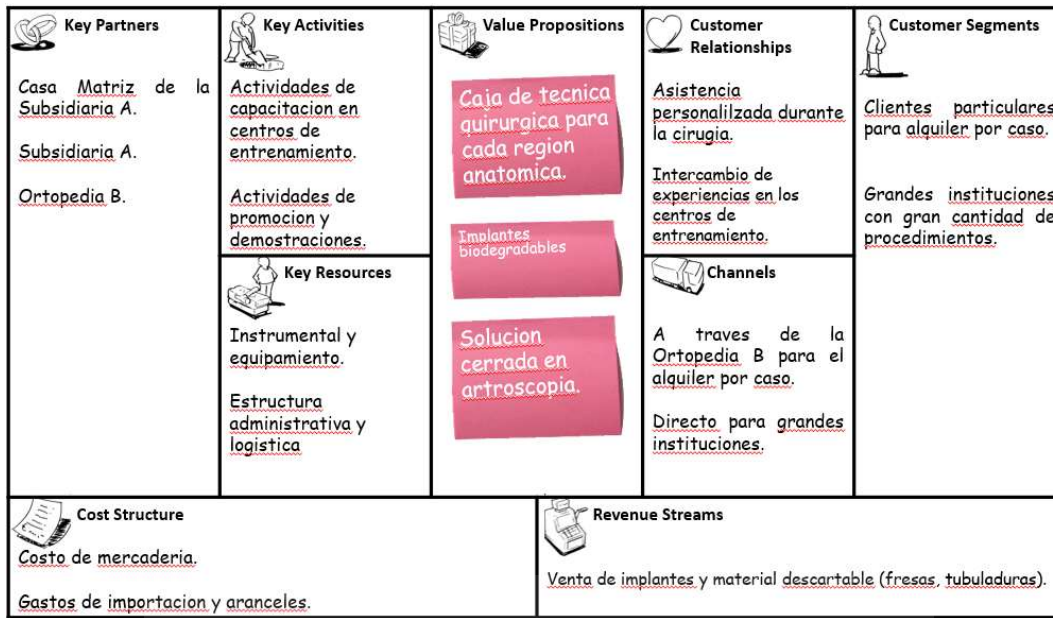 Key Partners
Casa Matriz de la
Subsidiaria A.
Subsidiaria A.
Ortopedia B.
Key Activities
Actividades de
capacitacion en
centros de
entrenamiento.
Actividades de
promocion y
demostraciones.
Key Resources
Instrumental y
equipamiento.
Estructura
administrativa y
logistica
Value Propositions
Caja de tecnica
quirurgica para
cada region
anatomica.
Implantes
biodegradables
Solucion
cerrada en
artroscopia.
Customer
Relationships
Asistencia
personalilzada durante
la cirugia.
Intercambio de
experiencias en los
centros de
entrenamiento.
Channels
A traves de la
Ortopedia B para el
alquiler por caso.
Directo para grandes
instituciones.
Customer Segments
Clientes particulares
para alquiler por caso.
Grandes instituciones
con gran cantidad de
procedimientos.
Cost Structure
Costo de mercaderia.
Gastos de importacion y aranceles.
Revenue Streams
Venta de implantes y material descartable (fresas, tubuladuras).